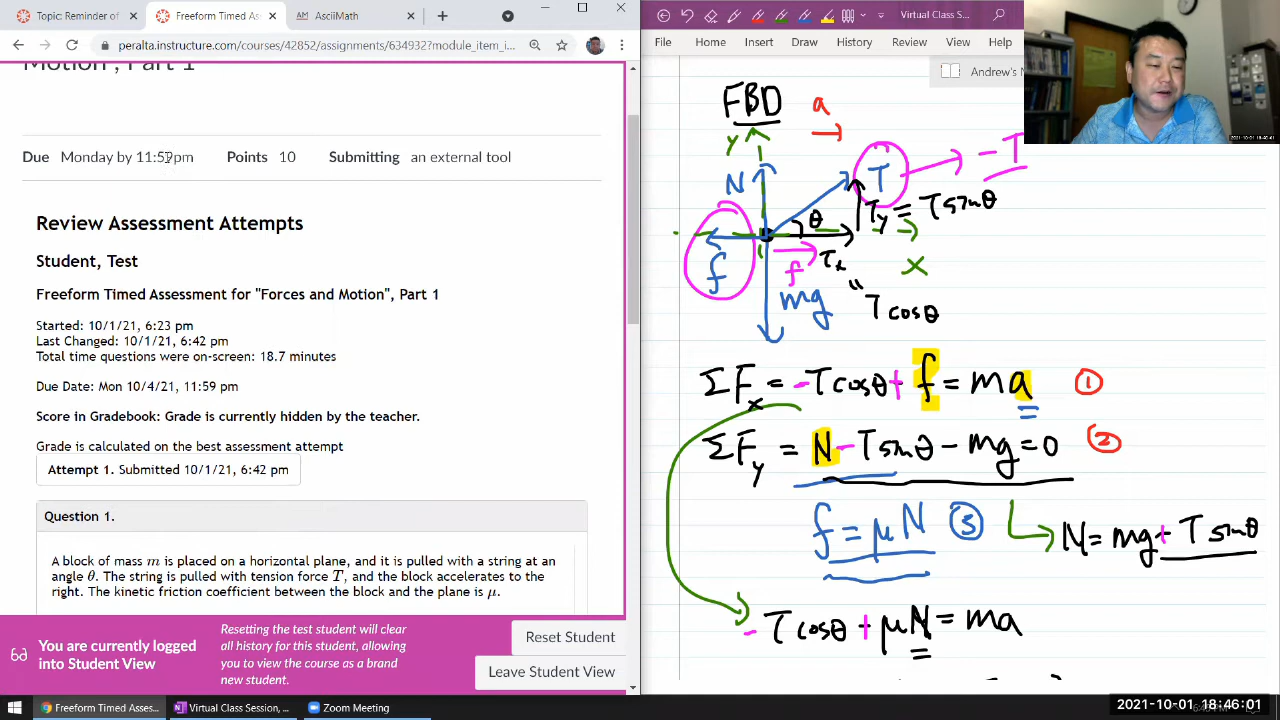 Topic Reminder o
Freeform Timed Asses
AsciiMath
peralta.instructure.com/courses/42852/assignments/634932?module_item_i...
Motion", Part 1
Due Monday by 11:59pm Points 10 Submitting an external tool
Review Assessment Attempts
Student, Test
Freeform Timed Assessment for "Forces and Motion", Part 1
Started: 10/1/21, 6:23 pm
Last Changed: 10/1/21, 6:42 pm
Total time questions were on-screen: 18.7 minutes
Due Date: Mon 10/4/21, 11:59 pm
Score in Gradebook: Grade is currently hidden by the teacher.
Grade is calculated on the best assessment attempt
Attempt 1. Submitted 10/1/21, 6:42 pm
Question 1.
A block of mass m is placed on a horizontal plane, and it is pulled with a string at an
angle θ. The string is pulled with tension force T, and the block accelerates to the
right. The kinetic friction coefficient between the block and the plane is μ.
You are currently logged
into Student View
Resetting the test student will clear
all history for this student, allowing
you to view the course as a brand
new student.
Reset Student
Leave Student View
Virtual Class S...
File Home Insert Draw History Review View Help
Andrew's N
FBD
a
y
N
T
-T
θ
Ty = T sinθ
f
f
Tx
x
mg
" T cosθ
ΣFx = -T cosθ + f = ma ①
ΣFy = N - T sinθ - mg = 0 ②
f = μN ③
N = mg + T sinθ
- T cosθ + μN = ma
Freeform Timed Asses...
Virtual Class Session, ...
Zoom Meeting
2021-10-01 18:46:01
2021-10-01 18:46:01